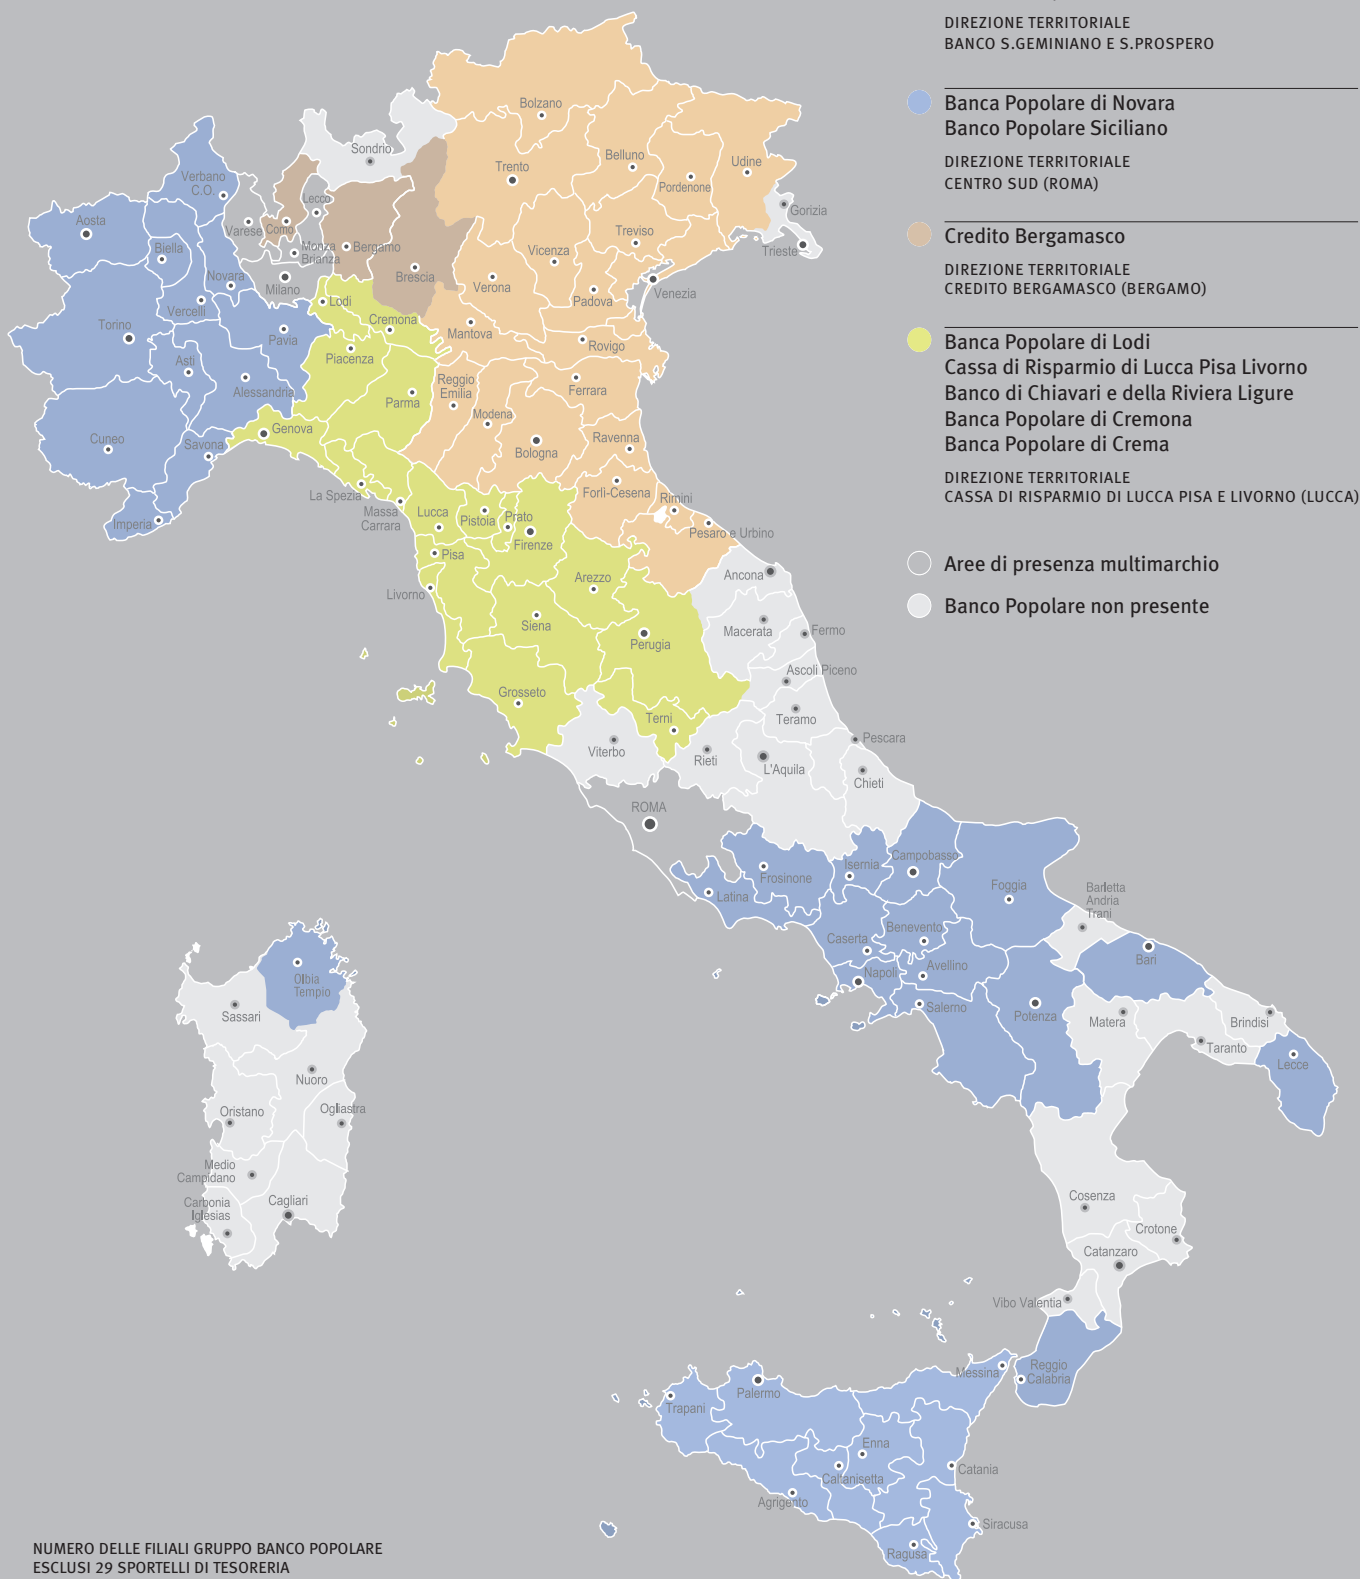 DIREZIONE TERRITORIALE
BANCO S.GEMINIANO E S.PROSPERO
Banca Popolare di Novara
Banco Popolare Siciliano
DIREZIONE TERRITORIALE
CENTRO SUD (ROMA)
Credito Bergamasco
DIREZIONE TERRITORIALE
CREDITO BERGAMASCO (BERGAMO)
Banca Popolare di Lodi
Cassa di Risparmio di Lucca Pisa Livorno
Banco di Chiavari e della Riviera Ligure
Banca Popolare di Cremona
Banca Popolare di Crema
DIREZIONE TERRITORIALE
CASSA DI RISPARMIO DI LUCCA PISA E LIVORNO (LUCCA)
Aree di presenza multimarchio
Banco Popolare non presente
Bolzano
Sondrio
Trento
Belluno
Udine
Pordenone
Verbano
C.O.
Lecco
Gorizia
Aosta
Varese
Como
Treviso
Trieste
Biella
Monza
Brianza
Bergamo
Vicenza
Brescia
Novara
Milano
Verona
Padova
Venezia
Vercelli
Lodi
Torino
Cremona
Mantova
Rovigo
Pavia
Piacenza
Asti
Alessandria
Parma
Reggio
Emilia
Ferrara
Modena
Cuneo
Savona
Genova
Bologna
Ravenna
La Spezia
Forlì-Cesena
Rimini
Massa
Carrara
Lucca
Pistoia
Prato
Firenze
Pesaro e Urbino
Imperia
Pisa
Ancona
Livorno
Arezzo
Siena
Perugia
Macerata
Fermo
Ascoli Piceno
Grosseto
Terni
Teramo
Viterbo
Rieti
L'Aquila
Pescara
Chieti
ROMA
Isernia
Campobasso
Frosinone
Latina
Foggia
Barletta
Andria
Trani
Caserta
Benevento
Bari
Napoli
Avellino
Olbia
Tempio
Sassari
Salerno
Potenza
Matera
Brindisi
Taranto
Lecce
Nuoro
Oristano
Ogliastra
Medio
Campidano
Carbonia
Iglesias
Cagliari
Cosenza
Crotone
Catanzaro
Vibo Valentia
Messina
Reggio
Calabria
Palermo
Trapani
Enna
Caltanisetta
Catania
Agrigento
Siracusa
Ragusa
NUMERO DELLE FILIALI GRUPPO BANCO POPOLARE
ESCLUSI 29 SPORTELLI DI TESORERIA